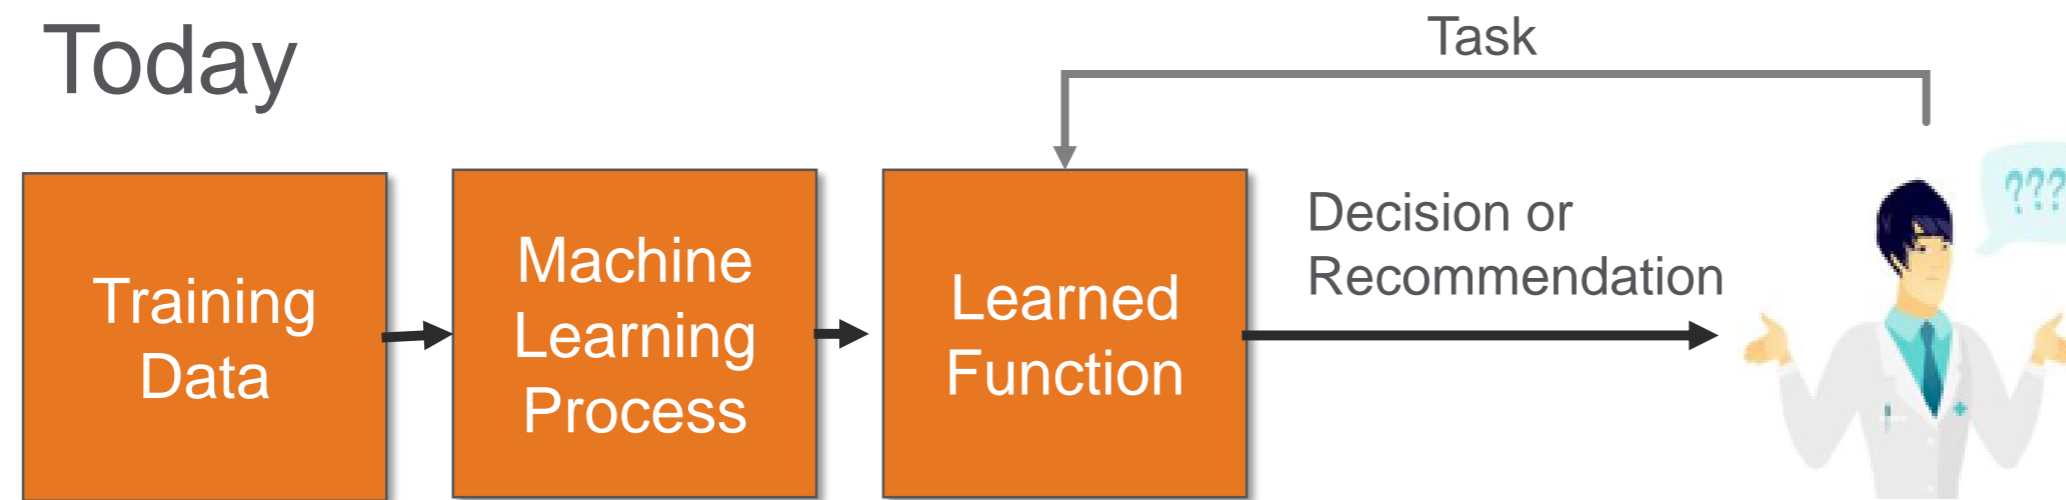 Today
Task
Training
Data
Machine
Learning
Process
Learned
Function
Decision or
Recommendation
???